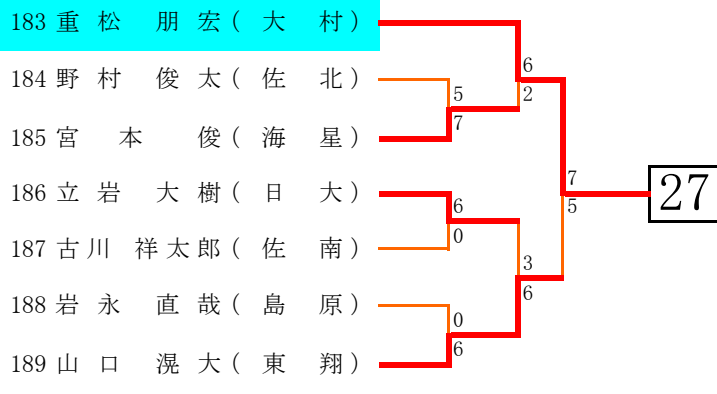 183 重松 朋宏(大 村)
184 野村 俊太(佐 北)
185 宮本 俊(海 星)
186 立岩 大樹(日 大)
187 古川 祥太郎(佐 南)
188 岩永 直哉(島 原)
189 山口 滉大(東 翔)
6
2
5
7
7
5
27
6
0
3
6
0
6